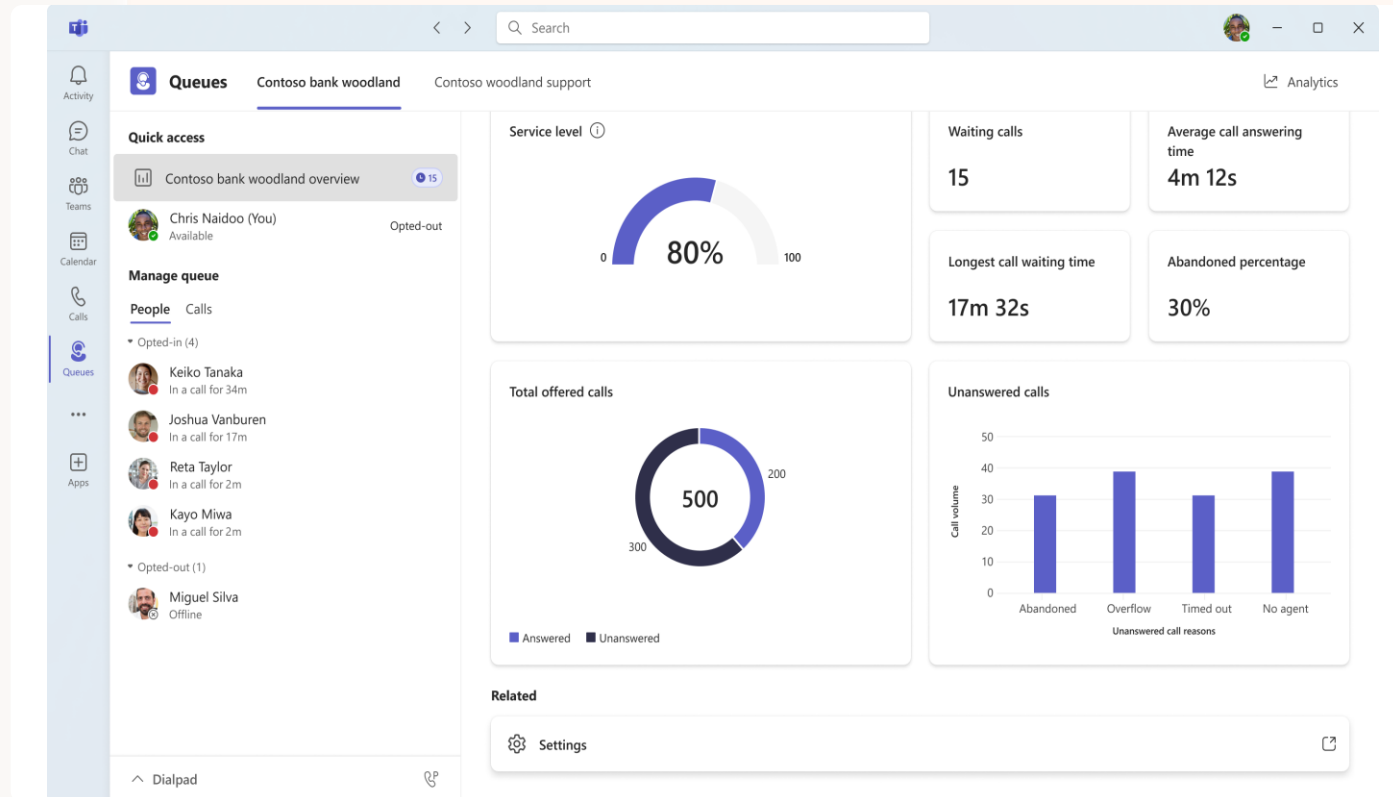 Search
Activity
Chat
Teams
Calendar
Calls
Queues
Apps
Queues
Contoso bank woodland
Contoso woodland support
Analytics
Quick access
Contoso bank woodland overview
15
Chris Naidoo (You)
Available
Opted-out
Manage queue
People
Calls
Opted-in (4)
Keiko Tanaka
In a call for 34m
Joshua Vanburen
In a call for 17m
Reta Taylor
In a call for 2m
Kayo Miwa
In a call for 2m
Opted-out (1)
Miguel Silva
Offline
Dialpad
Service level
0
80%
100
Waiting calls
15
Average call answering
time
4m 12s
Longest call waiting time
17m 32s
Abandoned percentage
30%
Total offered calls
200
500
300
Answered
Unanswered
Unanswered calls
Call volume
50
40
30
20
10
0
Abandoned
Overflow
Timed out
No agent
Unanswered call reasons
Related
Settings